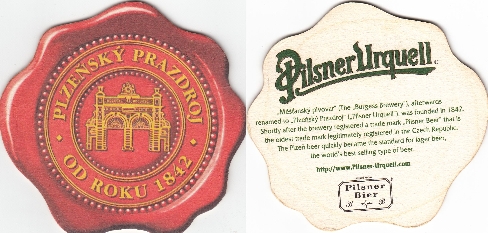 PLZEŇSKÝ PRAZDROJ
• OD ROKU 1842 •
Pilsner Urquell
„Měšťanský pivovar" (The „Burgess Brewery"), afterwards
renamed to „Plzeňský Prazdroj" („Pilsner Urquell"), was founded in 1842.
Shortly after the brewery registered a trade mark „Pilsner Beer" that is
the oldest trade mark legitimately registered in the Czech Republic.
The Plzeň beer quickly became the standard for lager beer,
the world's best selling type of beer.
http://www.Pilsner-Urquell.com
Pilsner
Bier
B B